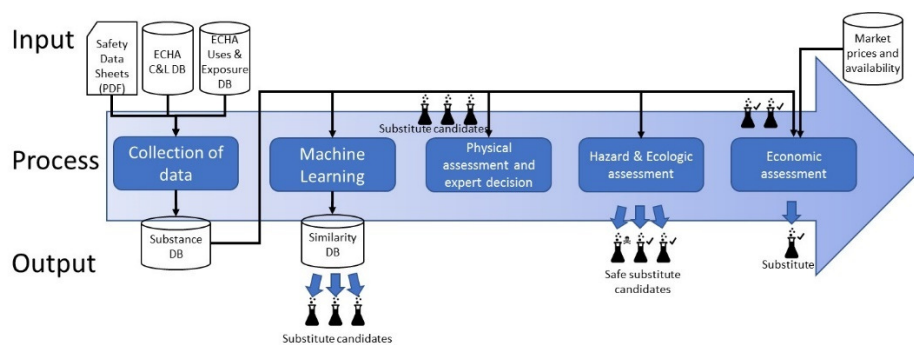 Input
Safety
Data
Sheets
(PDF)
ECHA
C&L DB
ECHA
Uses &
Exposure
DB
Market
prices and
availability
Substitute candidates
Process
Collection of
data
Machine
Learning
Physical
assessment and
expert decision
Hazard & Ecologic
assessment
Economic
assessment
Output
Substance
DB
Similarity
DB
Substitute candidates
Safe substitute
candidates
Substitute